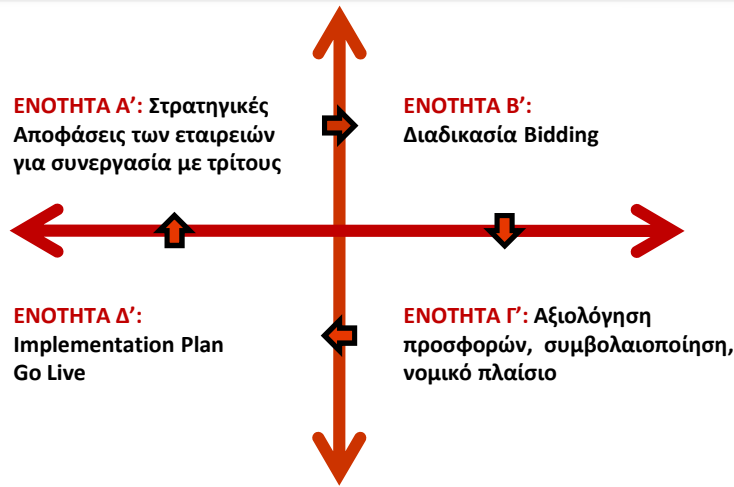 ΕΝΟΤΗΤΑ Α’: Στρατηγικές
Αποφάσεις των εταιρειών
για συνεργασία με τρίτους
ΕΝΟΤΗΤΑ Β’:
Διαδικασία Bidding
ΕΝΟΤΗΤΑ Δ’:
Implementation Plan
Go Live
ΕΝΟΤΗΤΑ Γ’: Αξιολόγηση
προσφορών, συμβολαιοποίηση,
νομικό πλαίσιο